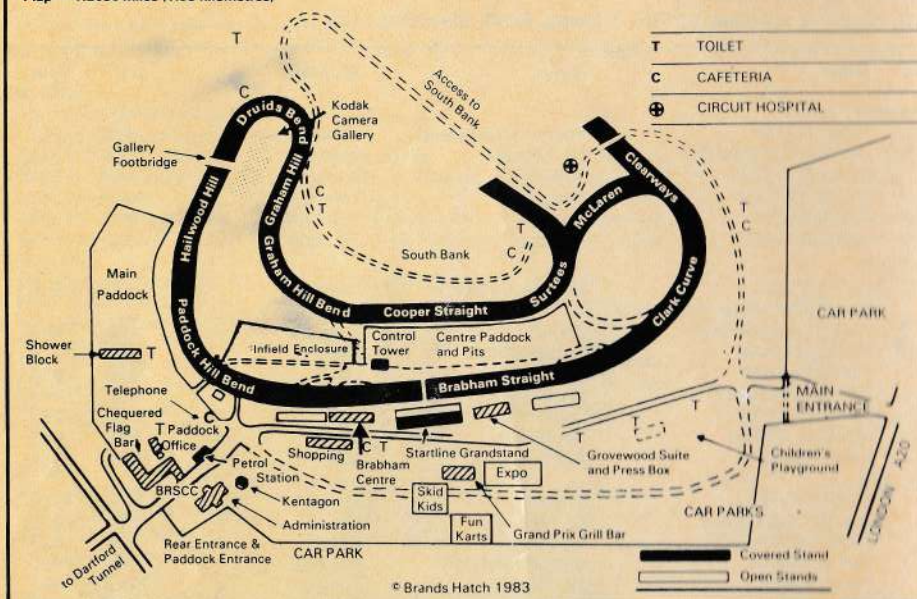 T
T TOILET
C CAFETERIA
CIRCUIT HOSPITAL
Access to
South Bank
C
Druids Bend
Kodak
Camera
Gallery
Gallery
Footbridge
Hailwood Hill
Graham Hill
Graham Hill Bend
C
T
South Bank
T
C
Clearways
McLaren
Surtees
Clark Curve
T
C
Main
Paddock
Paddock Hill Bend
Cooper Straight
CAR PARK
Infield Enclosure
Control
Tower
Centre Paddock
and Pits
Brabham Straight
Shower
Block
T
MAIN
ENTRANCE
Telephone
Chequered
Flag
Bar
T
Paddock
Office
Petrol
Station
BRSCC
Kentagon
Administration
Shopping
C T
Brabham
Centre
Startline Grandstand
Expo
Skid
Kids
Fun
Karts
Grand Prix Grill Bar
Grovewood Suite
and Press Box
T
T
T
Children's
Playground
CAR PARKS
LONDON A20
Rear Entrance &
Paddock Entrance
CAR PARK
to Dartford
Tunnel
Covered Stand
Open Stands
© Brands Hatch 1983